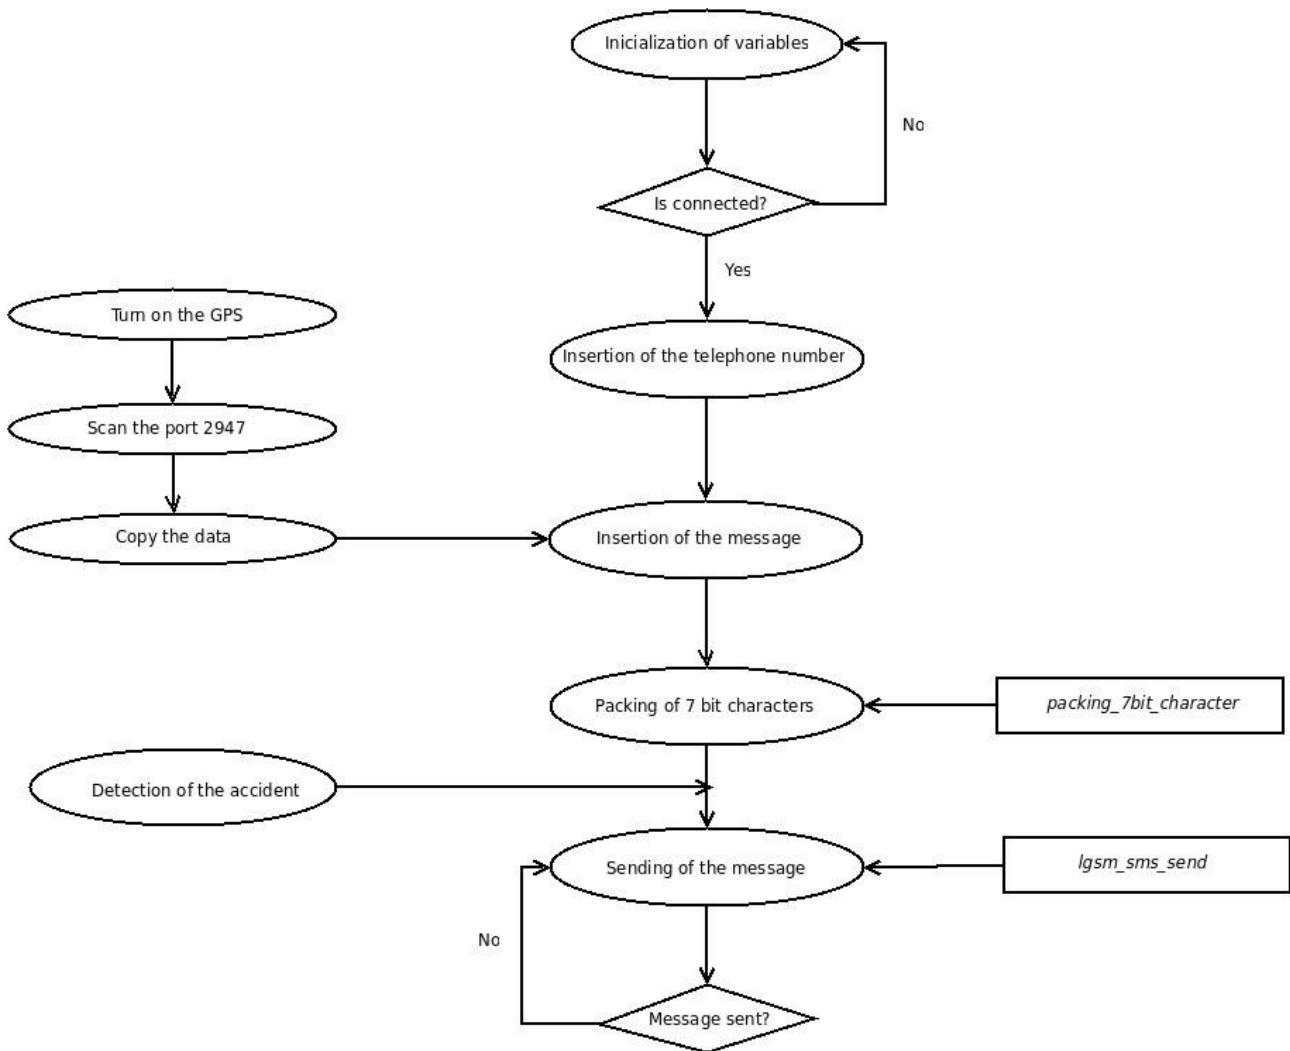 Inicialization of variables
No
Is connected?
Yes
Turn on the GPS
Insertion of the telephone number
Scan the port 2947
Copy the data
Insertion of the message
Packing of 7 bit characters
packing_7bit_character
Detection of the accident
Sending of the message
lgsm_sms_send
No
Message sent?